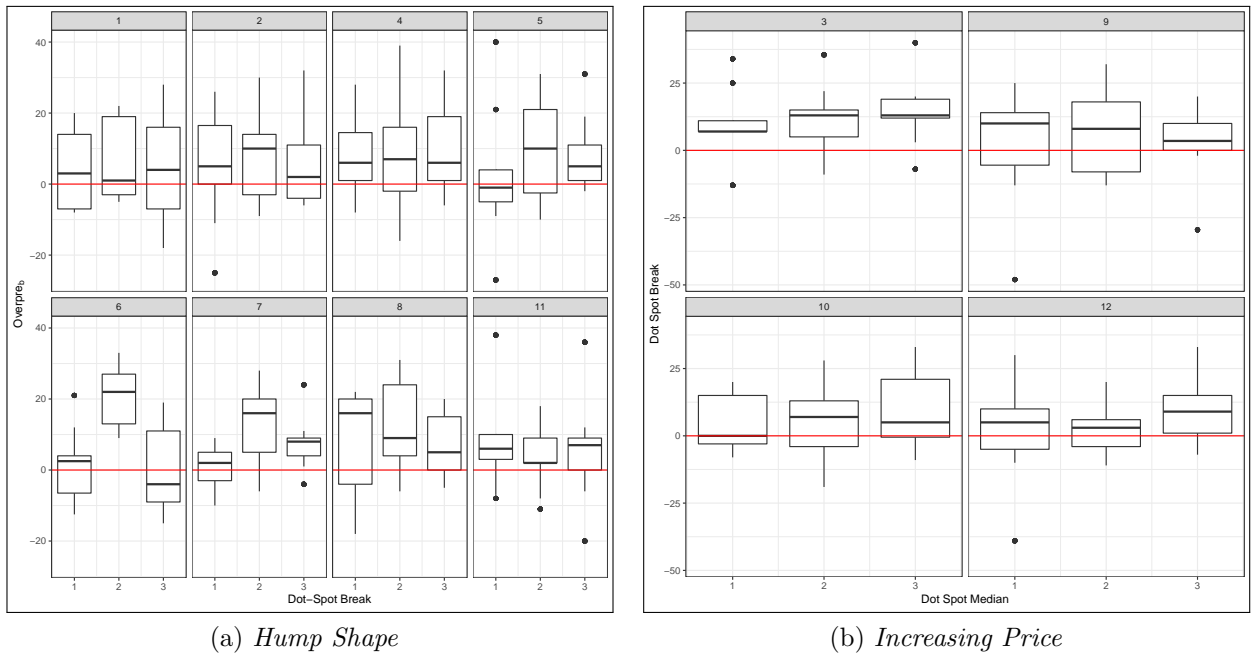 1 2 4 5
40
20
0
−20
6 7 8 11
40
20
0
−20
1 2 3 1 2 3 1 2 3 1 2 3
Dot−Spot Break
Overpre_b
(a) Hump Shape
3 9
25
0
−25
−50
10 12
25
0
−25
−50
1 2 3 1 2 3
Dot Spot Median
Dot Spot Break
(b) Increasing Price